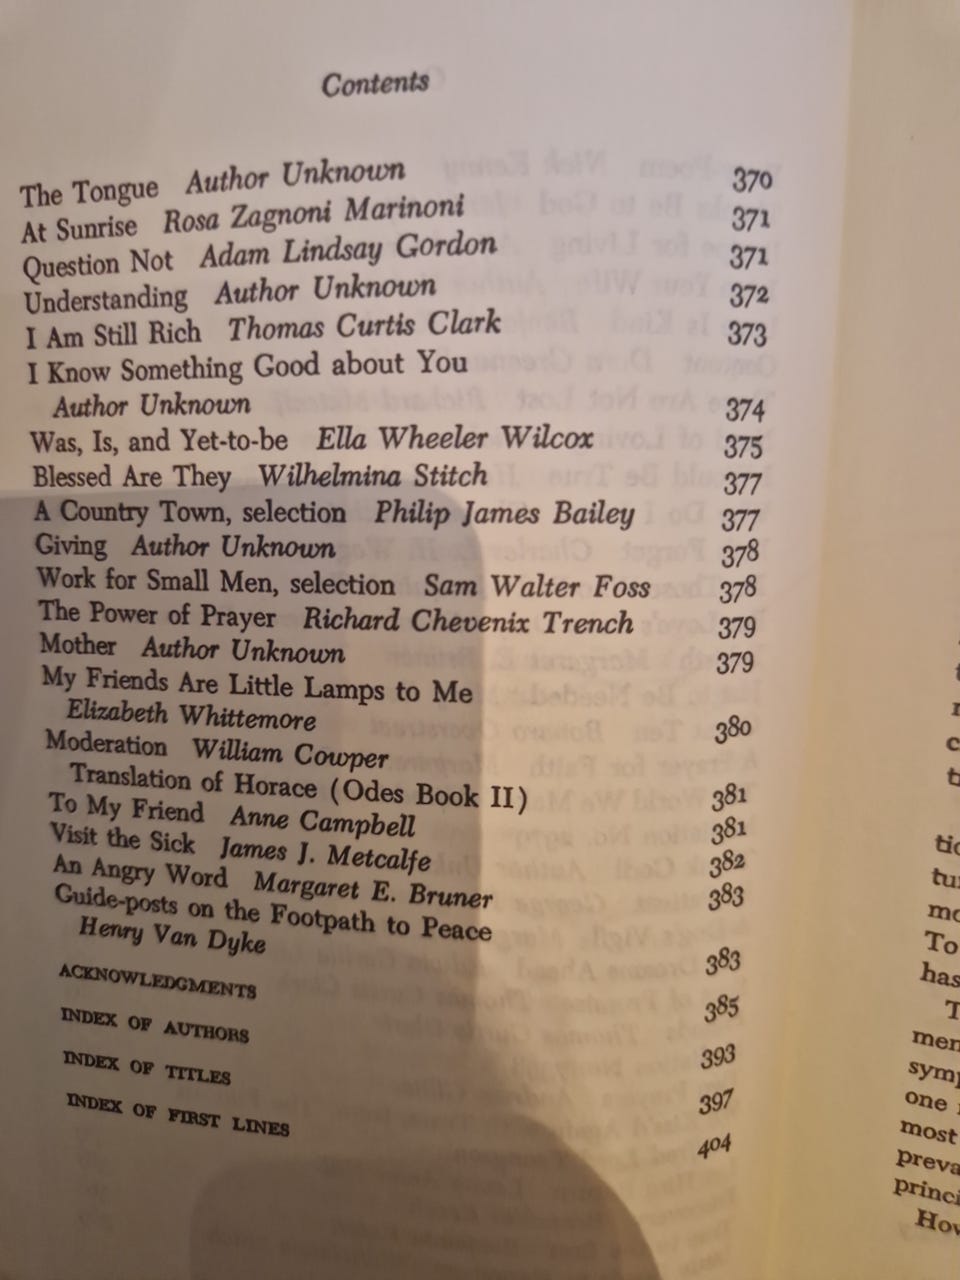 Contents
The Tongue Author Unknown 370
At Sunrise Rosa Zagnoni Marinoni 371
Question Not Adam Lindsay Gordon 371
Understanding Author Unknown 372
I Am Still Rich Thomas Curtis Clark 373
I Know Something Good about You
Author Unknown 374
Was, Is, and Yet-to-be Ella Wheeler Wilcox 375
Blessed Are They Wilhelmina Stitch 377
A Country Town, selection Philip James Bailey 377
Giving Author Unknown 378
Work for Small Men, selection Sam Walter Foss 378
The Power of Prayer Richard Chevenix Trench 379
Mother Author Unknown 379
My Friends Are Little Lamps to Me
Elizabeth Whittemore 380
Moderation William Cowper
Translation of Horace (Odes Book II) 381
To My Friend Anne Campbell 381
Visit the Sick James J. Metcalfe 382
An Angry Word Margaret E. Bruner 383
Guide-posts on the Footpath to Peace
Henry Van Dyke 383
ACKNOWLEDGMENTS 385
INDEX OF AUTHORS 393
INDEX OF TITLES 397
INDEX OF FIRST LINES 404
To
has
one
most